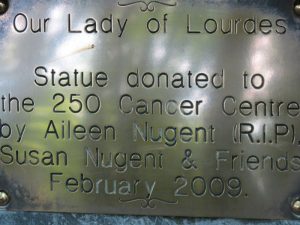 Our Lady of Lourdes
Statue donated to
the 250 Cancer Centre
by Aileen Nugent (R.I.P).
Susan Nugent & Friends
February 2009.